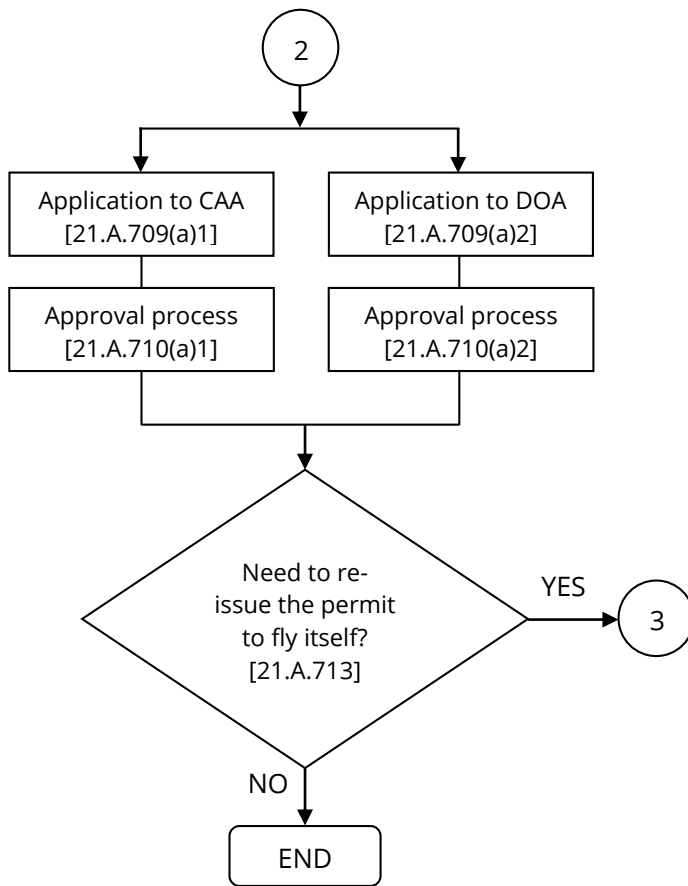 2
Application to CAA
[21.A.709(a)1]
Application to DOA
[21.A.709(a)2]
Approval process
[21.A.710(a)1]
Approval process
[21.A.710(a)2]
Need to re-
issue the permit
to fly itself?
[21.A.713]
YES
3
NO
END